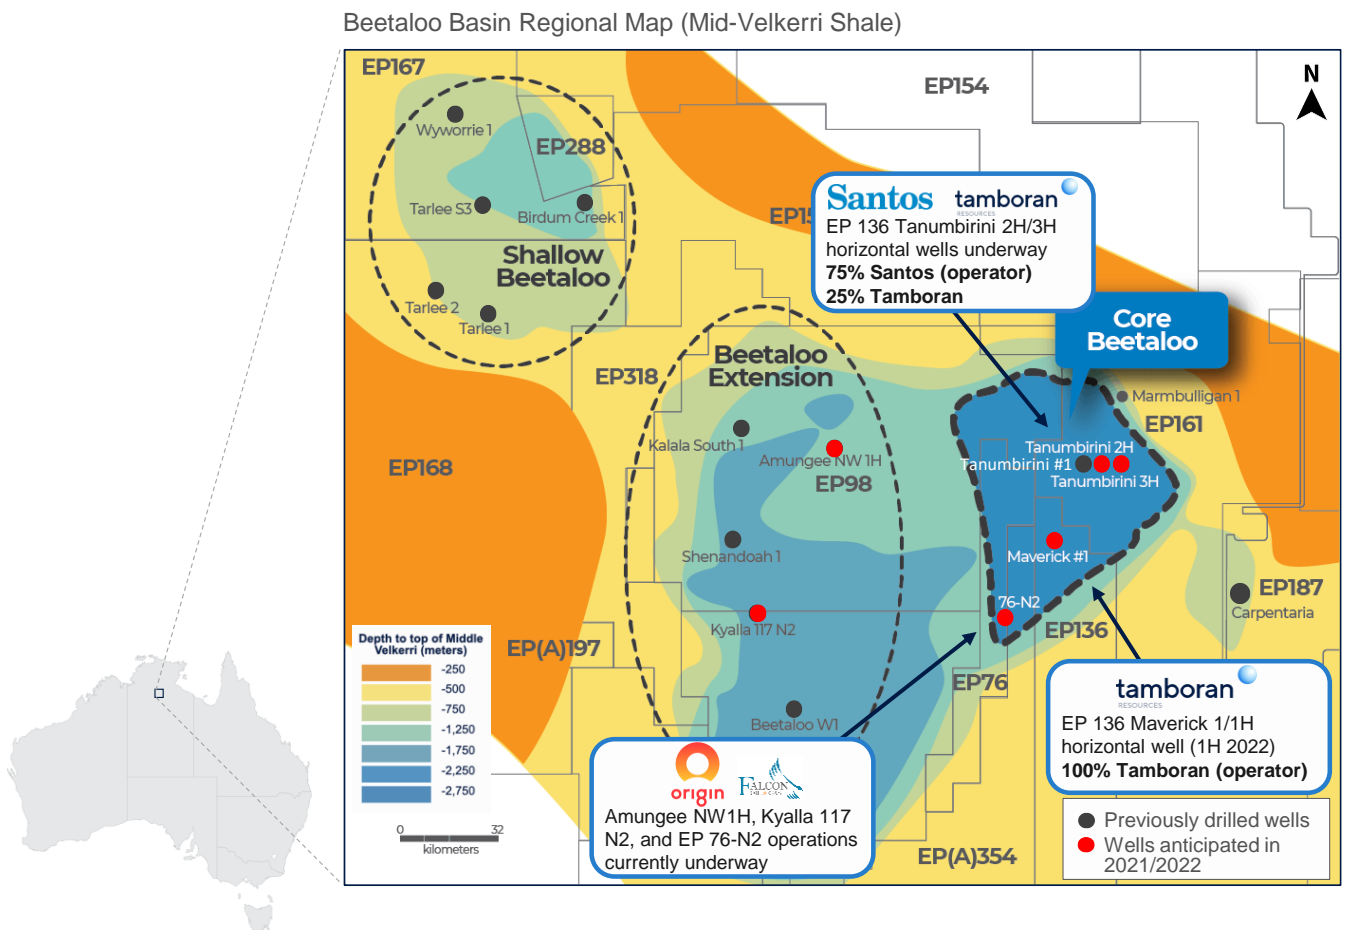 Beetaloo Basin Regional Map (Mid-Velkerri Shale)
EP167
EP154
N
Wyworrie 1
EP288
Tarlee S3
Birdum Creek 1
Shallow
Beetaloo
Tarlee 2
Tarlee 1
Santos tamboran
RESOURCES
EP 136 Tanumbirini 2H/3H
horizontal wells underway
75% Santos (operator)
25% Tamboran
Core
Beetaloo
Beetaloo
Extension
EP318
Marmbulligan 1
EP161
Kalala South 1
Amungee NW 1H
EP98
EP168
Tanumbirini 2H
Tanumbirini #1
Tanumbirini 3H
Shenandoah 1
Maverick #1
76-N2
EP187
Carpentaria
Kyalla 117 N2
EP136
EP(A)197
EP76
Beetaloo W1
Depth to top of Middle
Velkerri (meters)
-250
-500
-750
-1,250
-1,750
-2,250
-2,750
0 32
kilometers
origin FALCON
Amungee NW1H, Kyalla 117
N2, and EP 76-N2 operations
currently underway
EP(A)354
tamboran
RESOURCES
EP 136 Maverick 1/1H
horizontal well (1H 2022)
100% Tamboran (operator)
Previously drilled wells
Wells anticipated in
2021/2022